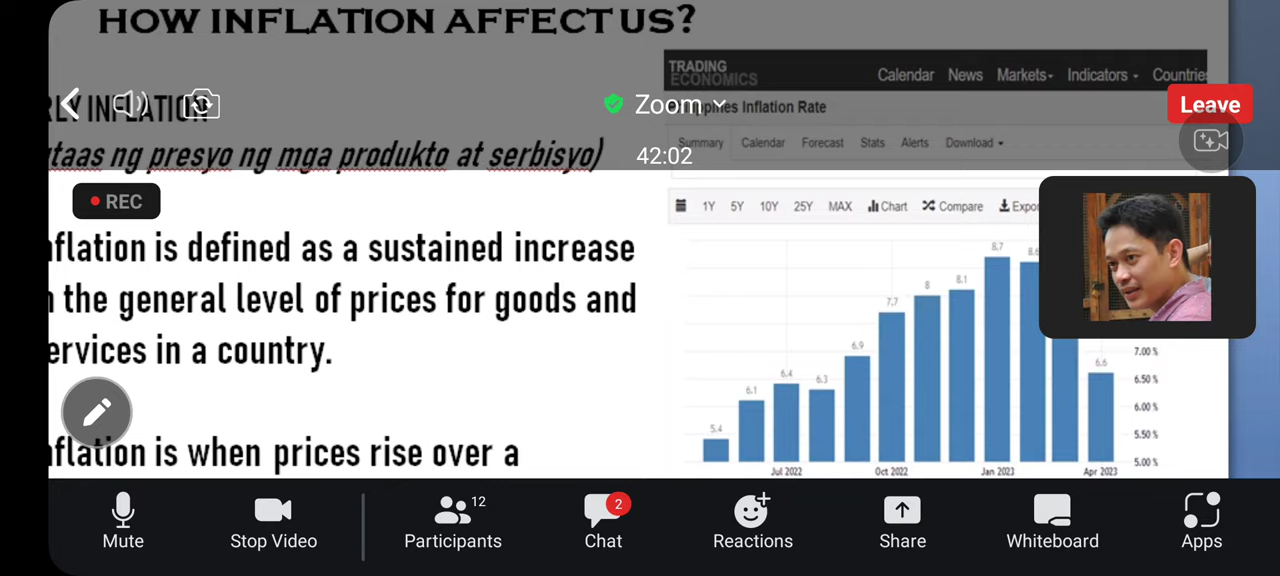 HOW INFLATION AFFECT US?
TRADING
ECONOMICS
Calendar News Markets Indicators Countrie
RLY INFLATION
Zoom
ppines Inflation Rate
Leave
taas ng presyo ng mga produkto at serbisyo)
42:02
Summary Calendar Forecast Stats Alerts Download
REC
1Y 5Y 10Y 25Y MAX Chart Compare Expor
nflation is defined as a sustained increase
n the general level of prices for goods and
ervices in a country.
nflation is when prices rise over a
5.4 6.1 6.4 6.3 6.9 7.7 8 8.1 8.7 8.6 6.6
7.00 %
6.50 %
6.00 %
5.50 %
5.00 %
Jul 2022 Oct 2022 Jan 2023 Apr 2023
12
2
Mute Stop Video Participants Chat Reactions Share Whiteboard Apps